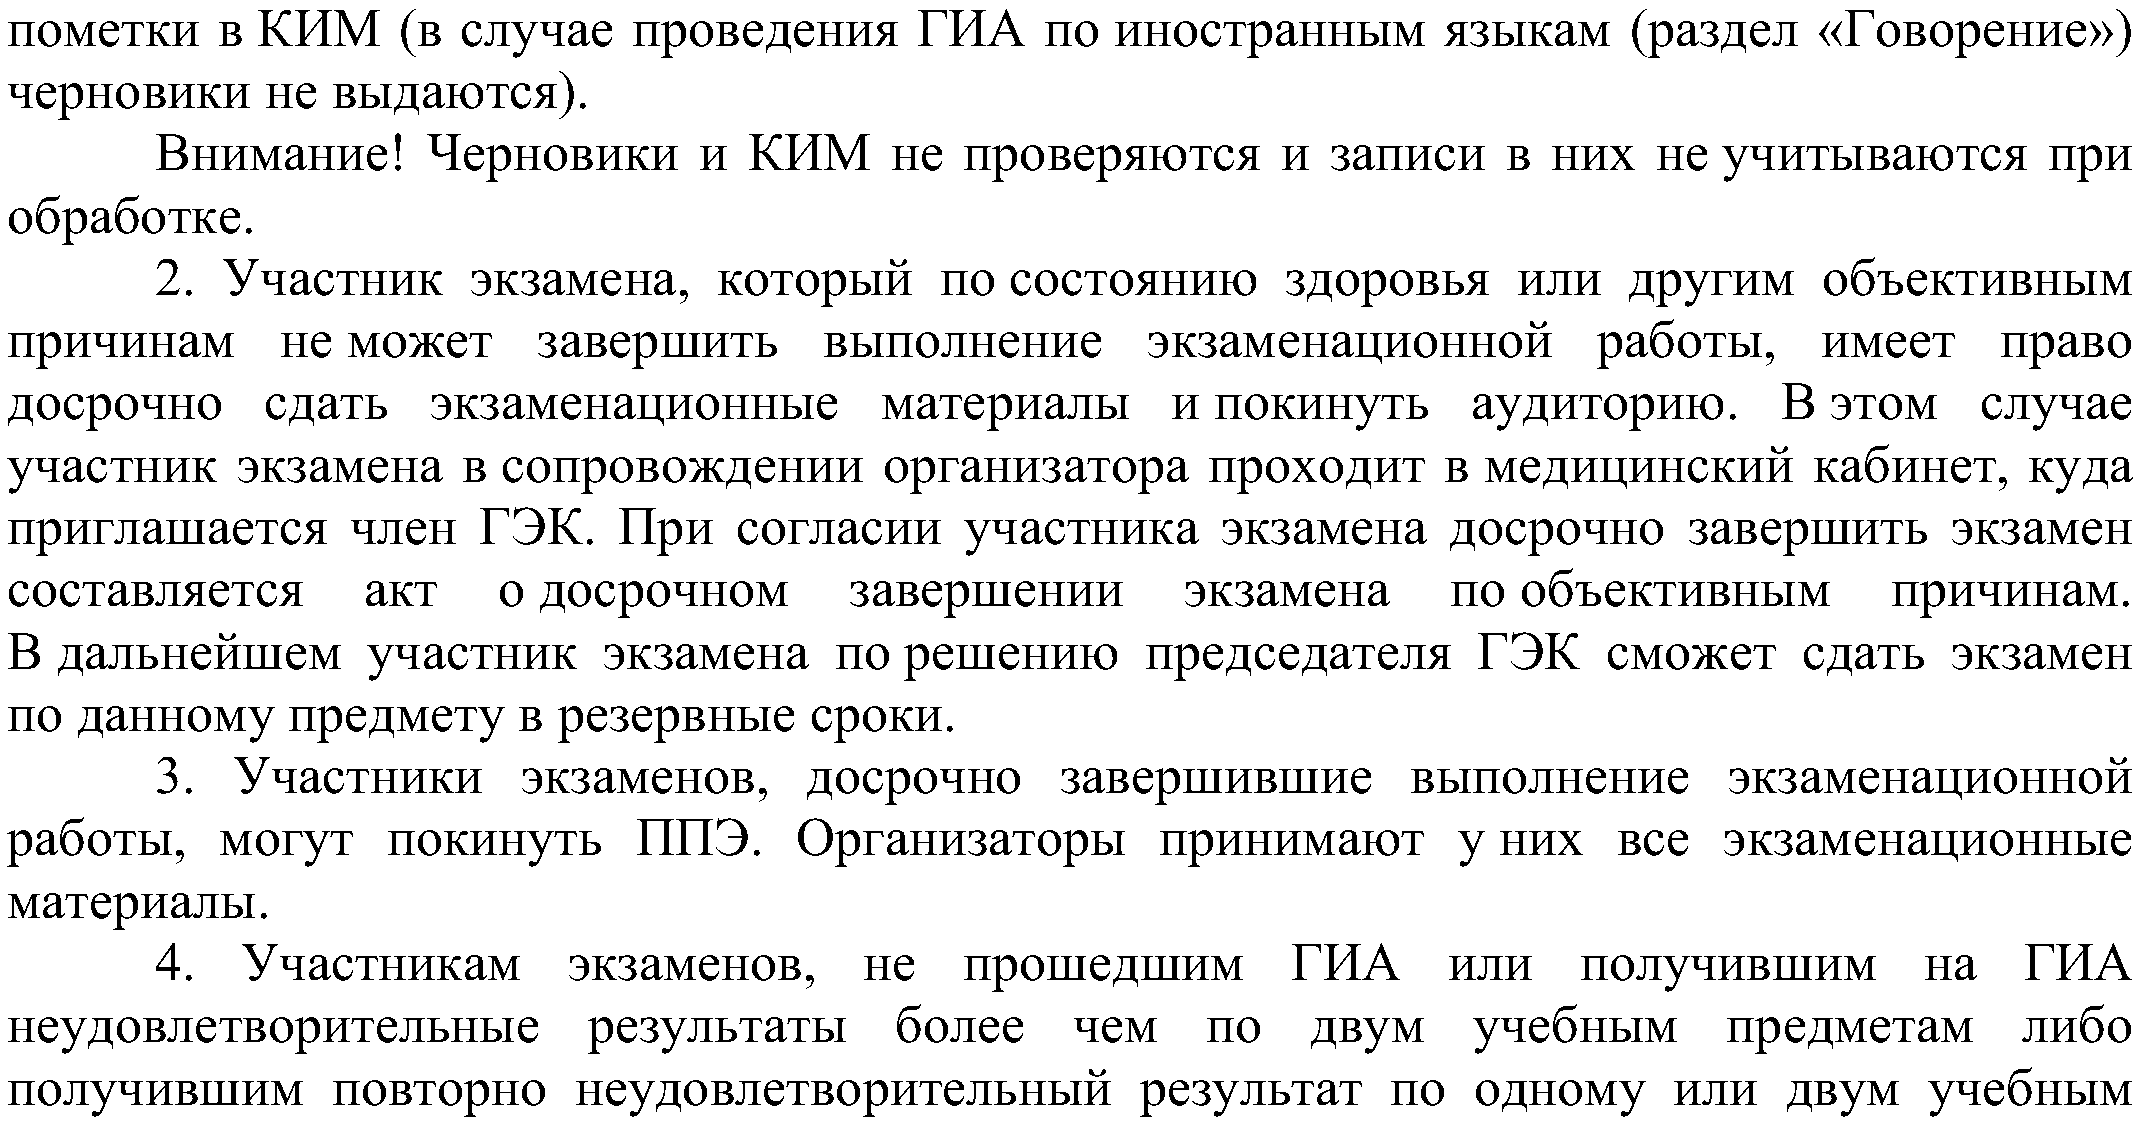 пометки в КИМ (в случае проведения ГИА по иностранным языкам (раздел «Говорение»)
черновики не выдаются).
Внимание! Черновики и КИМ не проверяются и записи в них не учитываются при
обработке.
2. Участник экзамена, который по состоянию здоровья или другим объективным
причинам не может завершить выполнение экзаменационной работы, имеет право
досрочно сдать экзаменационные материалы и покинуть аудиторию. В этом случае
участник экзамена в сопровождении организатора проходит в медицинский кабинет, куда
приглашается член ГЭК. При согласии участника экзамена досрочно завершить экзамен
составляется акт о досрочном завершении экзамена по объективным причинам.
В дальнейшем участник экзамена по решению председателя ГЭК сможет сдать экзамен
по данному предмету в резервные сроки.
3. Участники экзаменов, досрочно завершившие выполнение экзаменационной
работы, могут покинуть ППЭ. Организаторы принимают у них все экзаменационные
материалы.
4. Участникам экзаменов, не прошедшим ГИА или получившим на ГИА
неудовлетворительные результаты более чем по двум учебным предметам либо
получившим повторно неудовлетворительный результат по одному или двум учебным